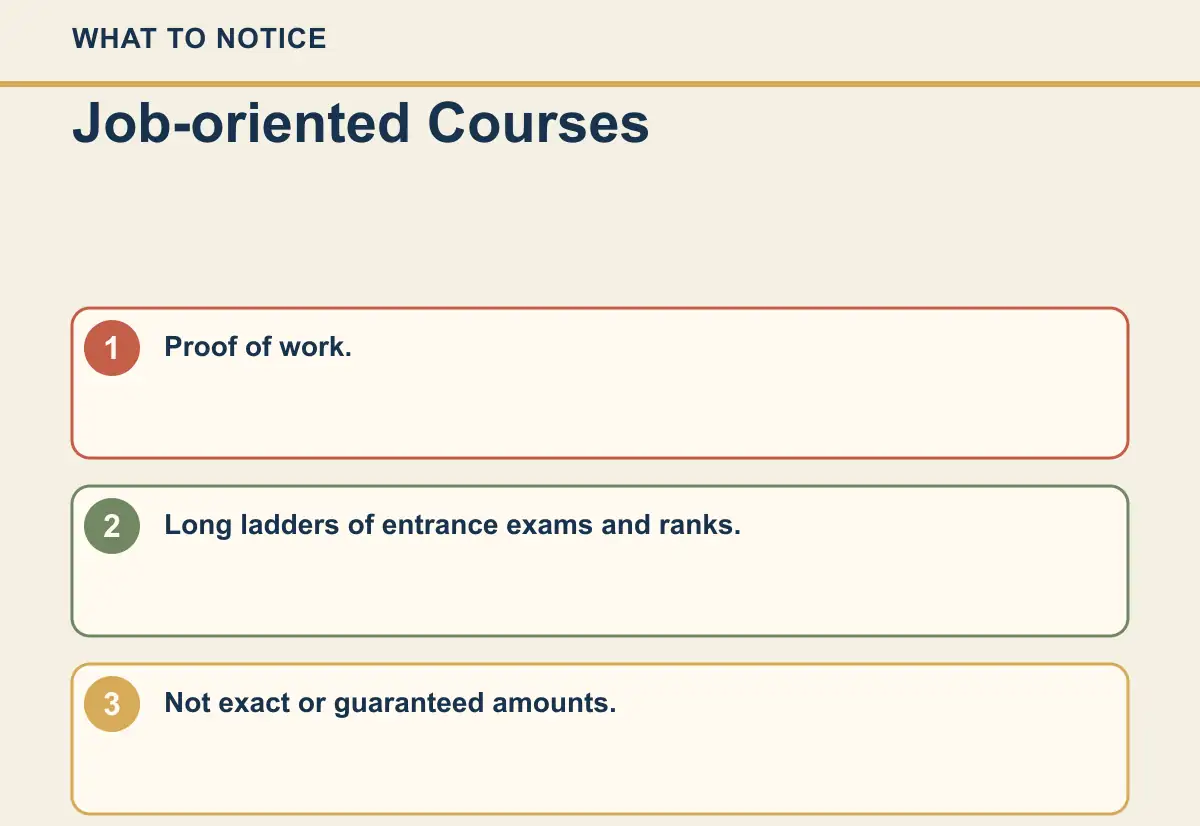 WHAT TO NOTICE
Job-oriented Courses
1 Proof of work.
2 Long ladders of entrance exams and ranks.
3 Not exact or guaranteed amounts.